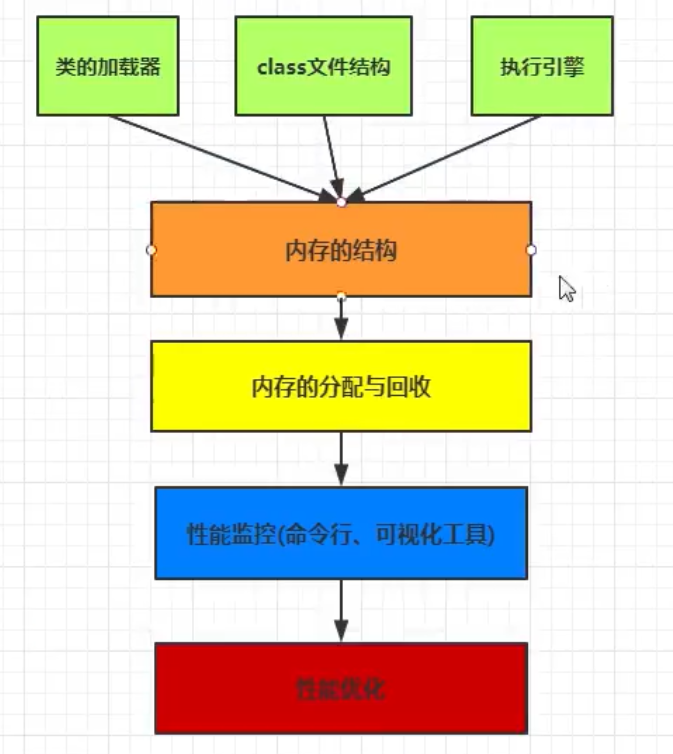 类的加载器
class文件结构
执行引擎
内存的结构
内存的分配与回收
性能监控(命令行、可视化工具)
性能优化